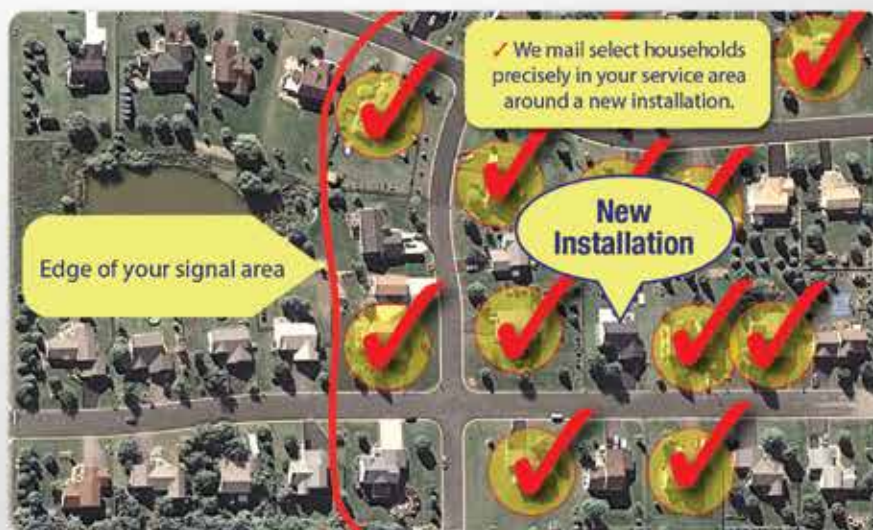 ✓ We mail select households
precisely in your service area
around a new installation.
New
Installation
Edge of your signal area